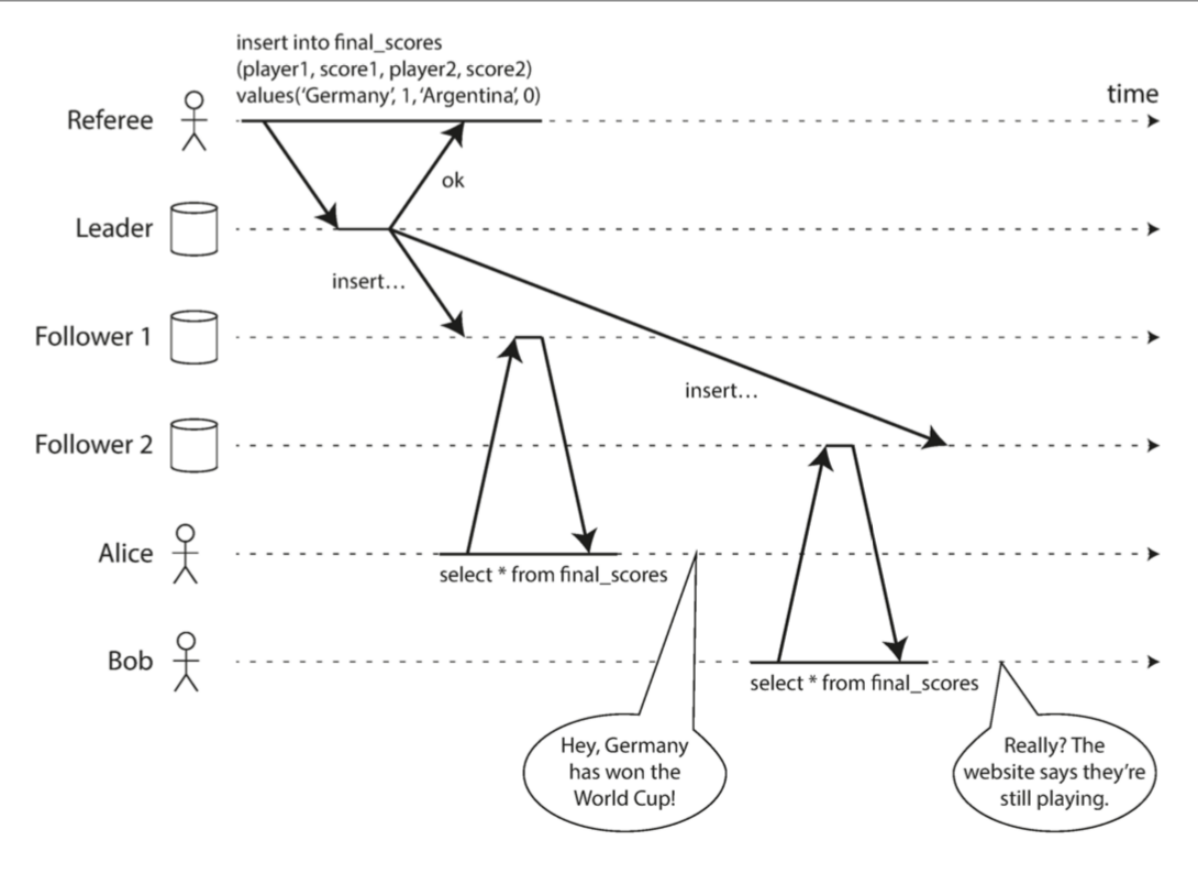 insert into final_scores
(player1, score1, player2, score2)
values(‘Germany’, 1, ‘Argentina’, 0)
time
Referee
ok
Leader
insert…
Follower 1
insert…
Follower 2
Alice
select * from final_scores
Bob
select * from final_scores
Hey, Germany
has won the
World Cup!
Really? The
website says they’re
still playing.